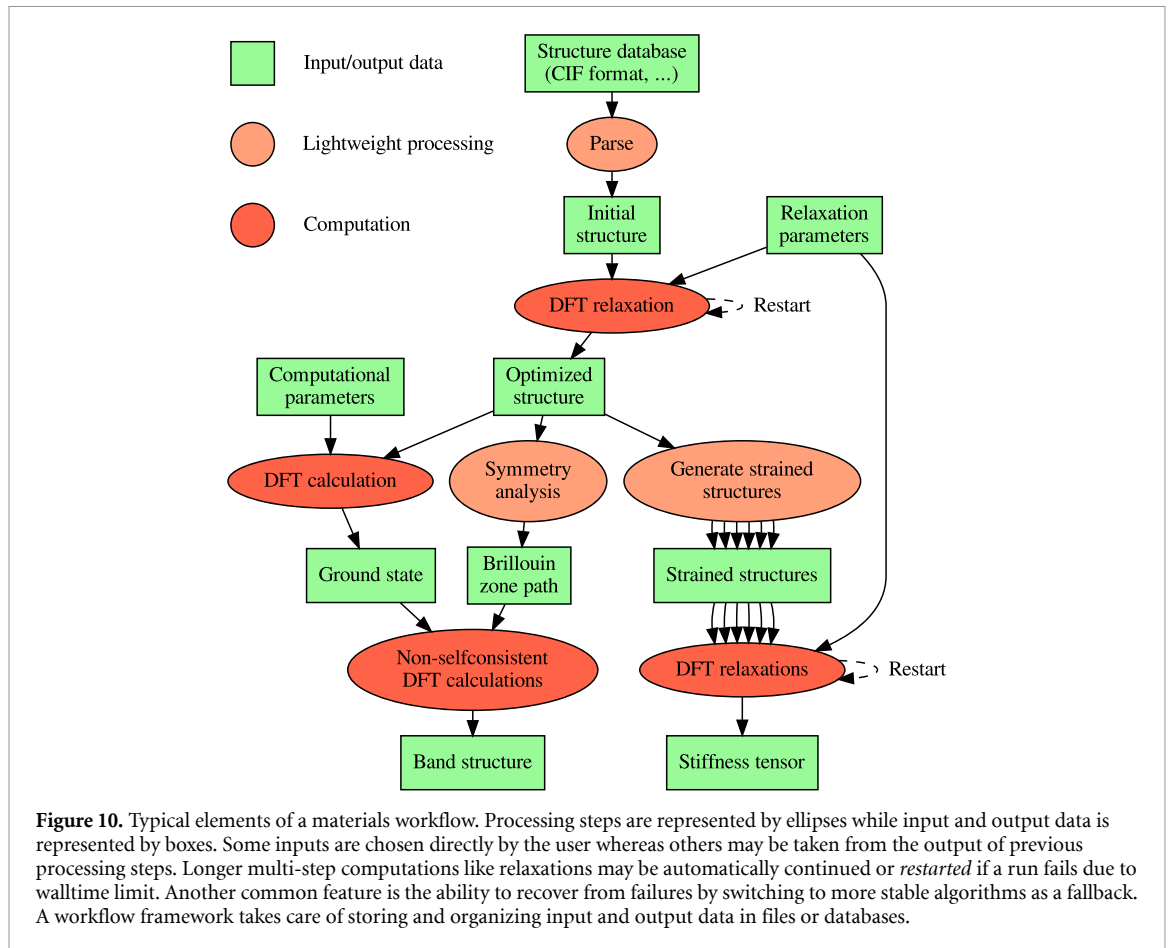 Input/output data
Lightweight processing
Computation
Structure database
(CIF format, ...)
Parse
Initial
structure
Relaxation
parameters
DFT relaxation
Restart
Computational
parameters
Optimized
structure
DFT calculation
Symmetry
analysis
Generate strained
structures
Ground state
Brillouin
zone path
Strained structures
Non-selfconsistent
DFT calculations
DFT relaxations
Restart
Band structure
Stiffness tensor
Figure 10. Typical elements of a materials workflow. Processing steps are represented by ellipses while input and output data is
represented by boxes. Some inputs are chosen directly by the user whereas others may be taken from the output of previous
processing steps. Longer multi-step computations like relaxations may be automatically continued or restarted if a run fails due to
walltime limit. Another common feature is the ability to recover from failures by switching to more stable algorithms as a fallback.
A workflow framework takes care of storing and organizing input and output data in files or databases.